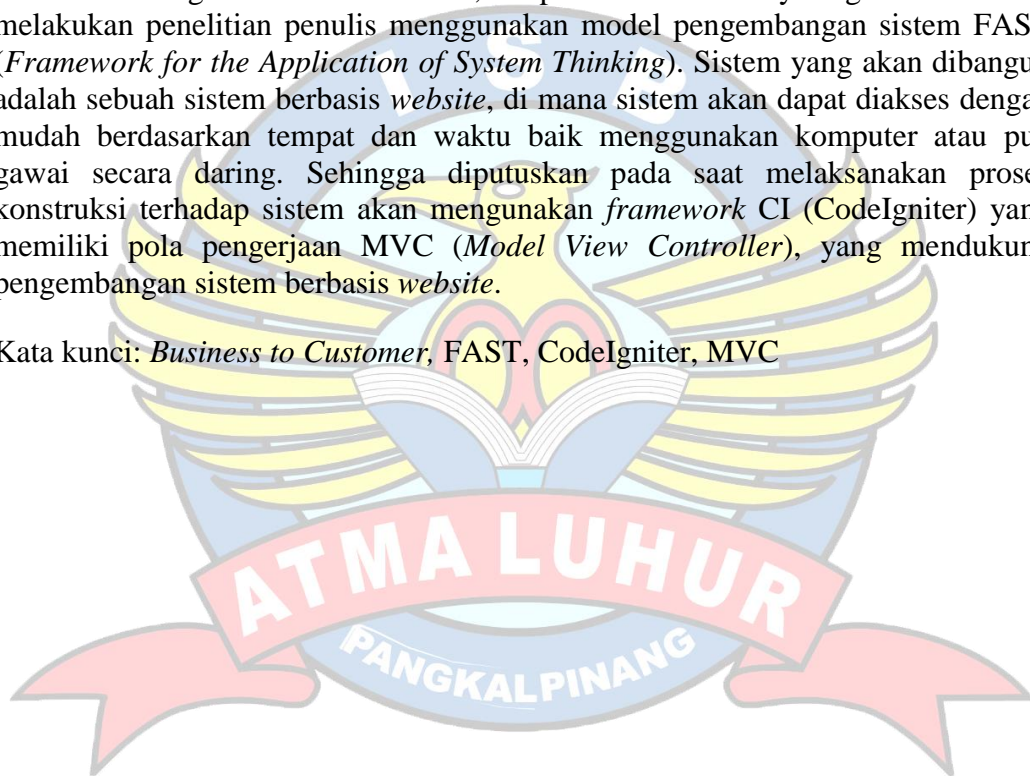 melakukan penelitian penulis menggunakan model pengembangan sistem FAS
(Framework for the Application of System Thinking). Sistem yang akan dibangu
adalah sebuah sistem berbasis website, di mana sistem akan dapat diakses denga
mudah berdasarkan tempat dan waktu baik menggunakan komputer atau pu
gawai secara daring. Sehingga diputuskan pada saat melaksanakan prose
konstruksi terhadap sistem akan mengunakan framework CI (CodeIgniter) yan
memiliki pola pengerjaan MVC (Model View Controller), yang mendukun
pengembangan sistem berbasis website.
Kata kunci: Business to Customer, FAST, CodeIgniter, MVC
ISB
ATMA LUHUR
PANGKALPINANG